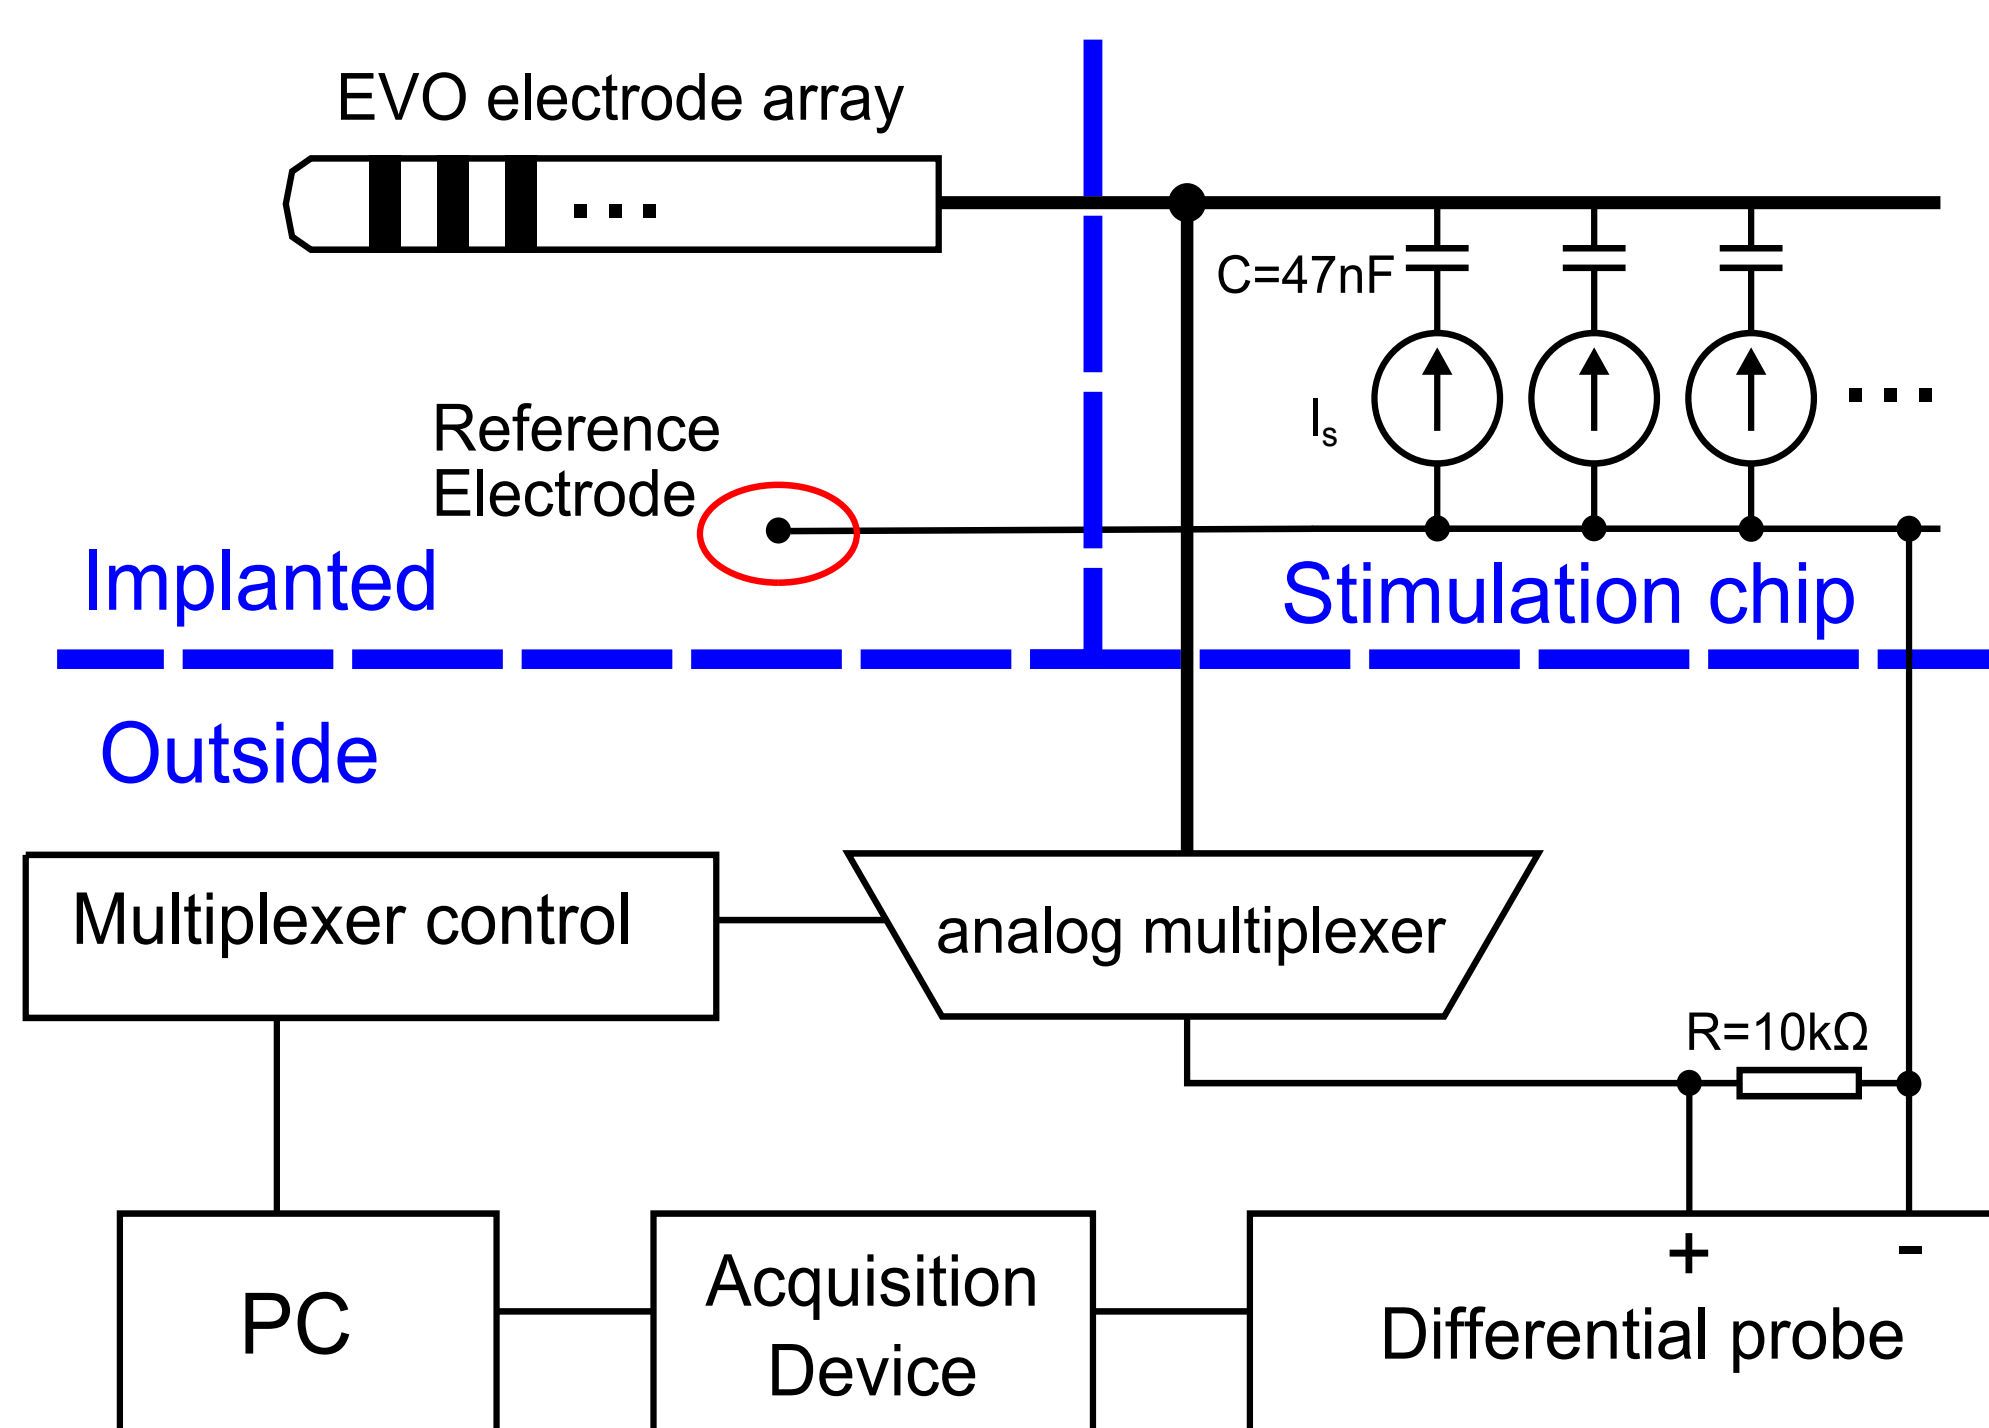 EVO electrode array
C=47nF
Is
Reference
Electrode
Implanted
Stimulation chip
Outside
Multiplexer control
analog multiplexer
R=10kΩ
+ -
PC
Acquisition
Device
Differential probe